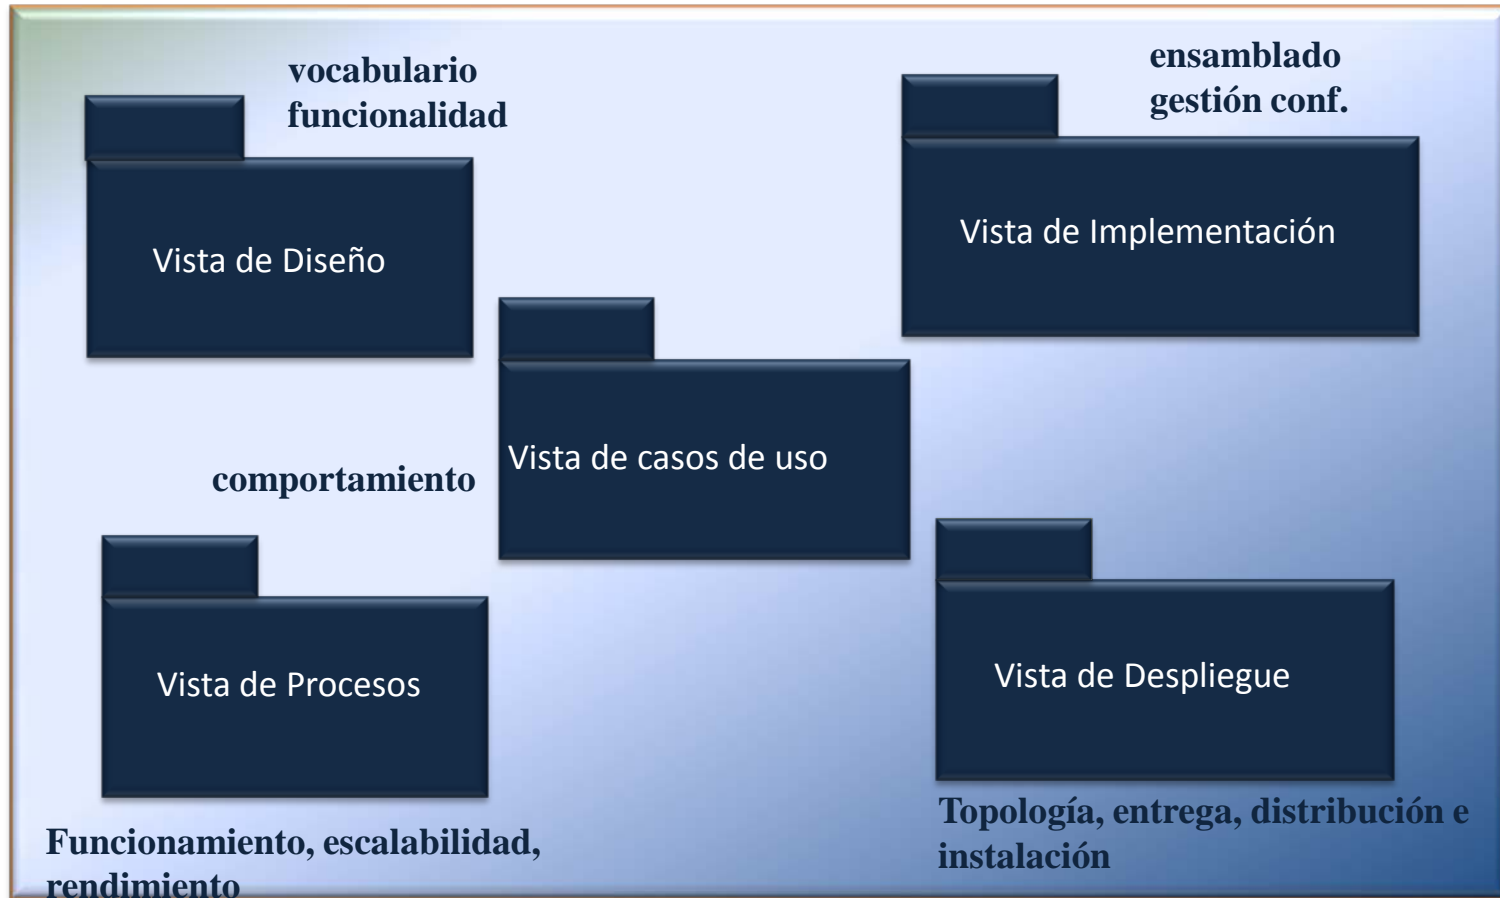 vocabulario
funcionalidad
ensamblado
gestión conf.
Vista de Diseño
Vista de Implementación
comportamiento
Vista de casos de uso
Vista de Procesos
Vista de Despliegue
Funcionamiento, escalabilidad,
rendimiento
Topología, entrega, distribución e
instalación